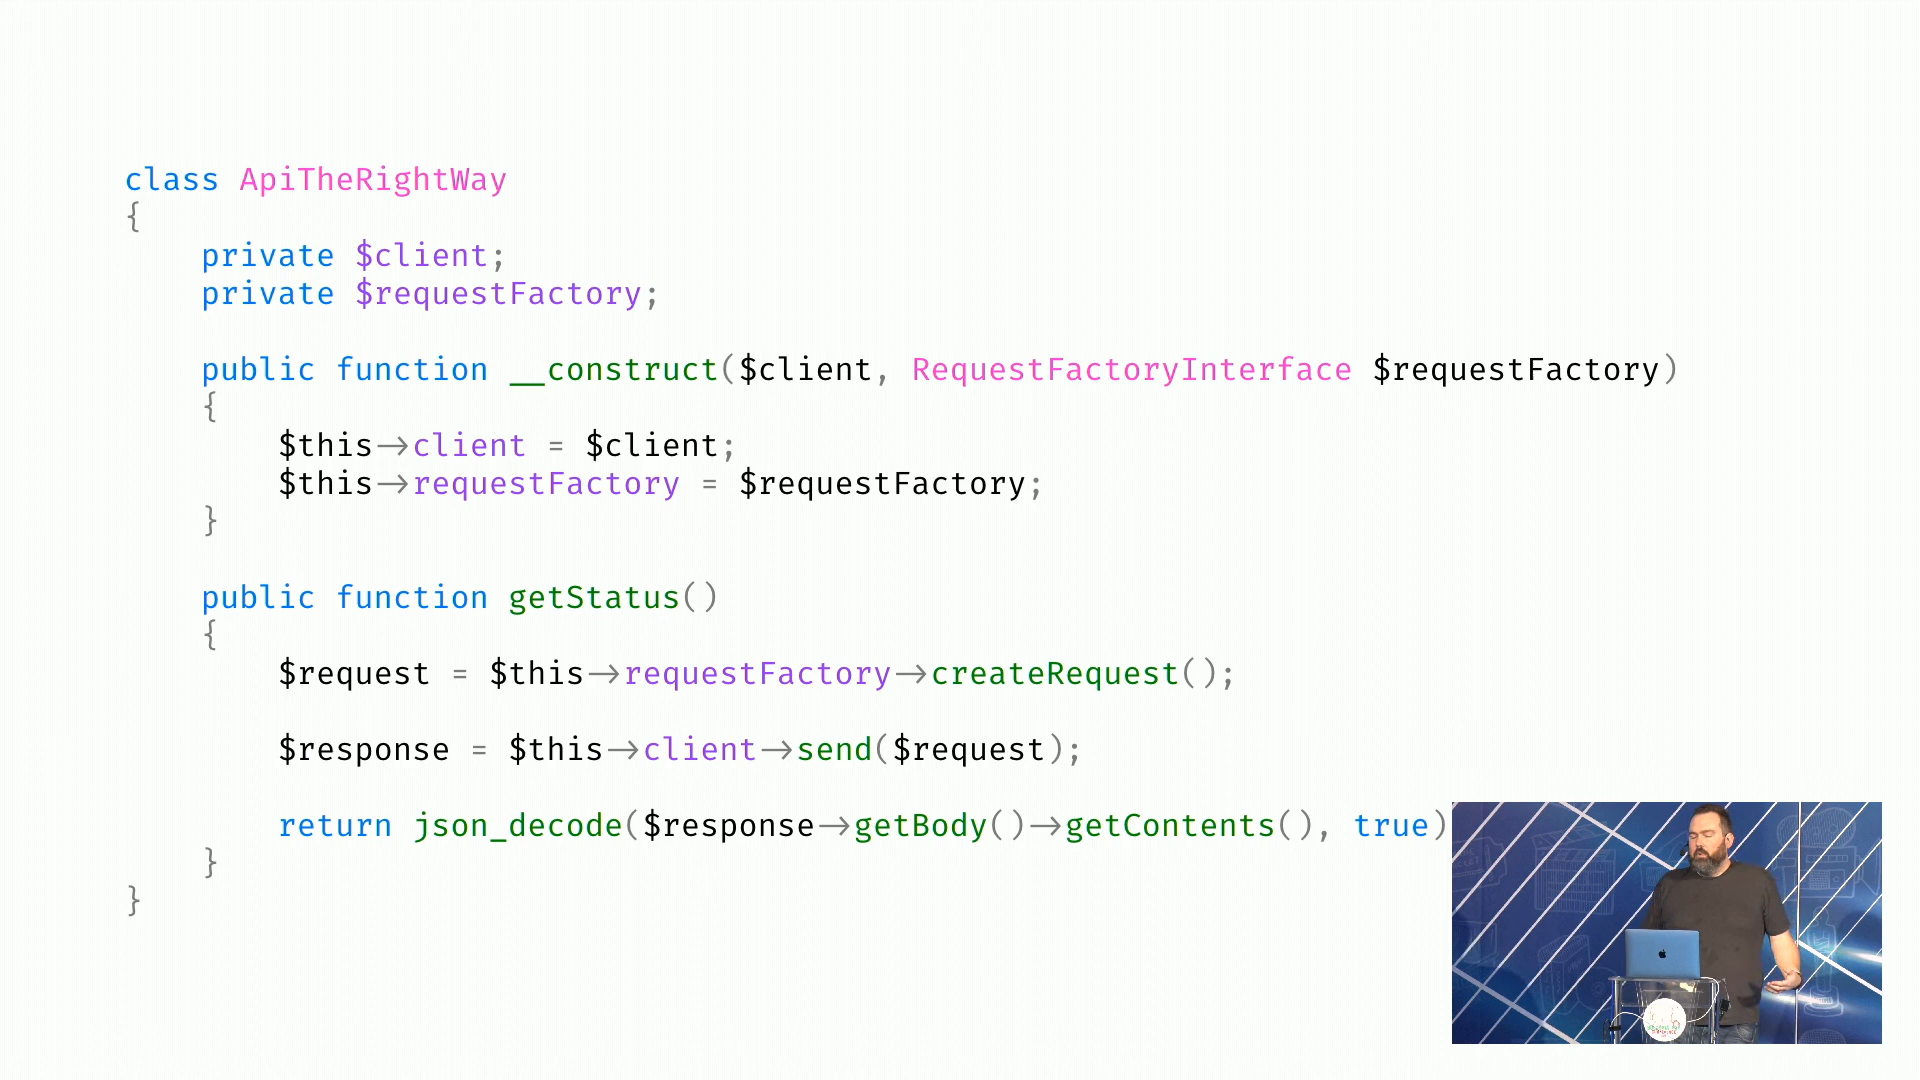 class ApiTheRightWay
{
    private $client;
    private $requestFactory;
    public function __construct($client, RequestFactoryInterface $requestFactory)
    {
        $this->client = $client;
        $this->requestFactory = $requestFactory;
    }
    public function getStatus()
    {
        $request = $this->requestFactory->createRequest();
        $response = $this->client->send($request);
        return json_decode($response->getBody()->getContents(), true)
    }
}